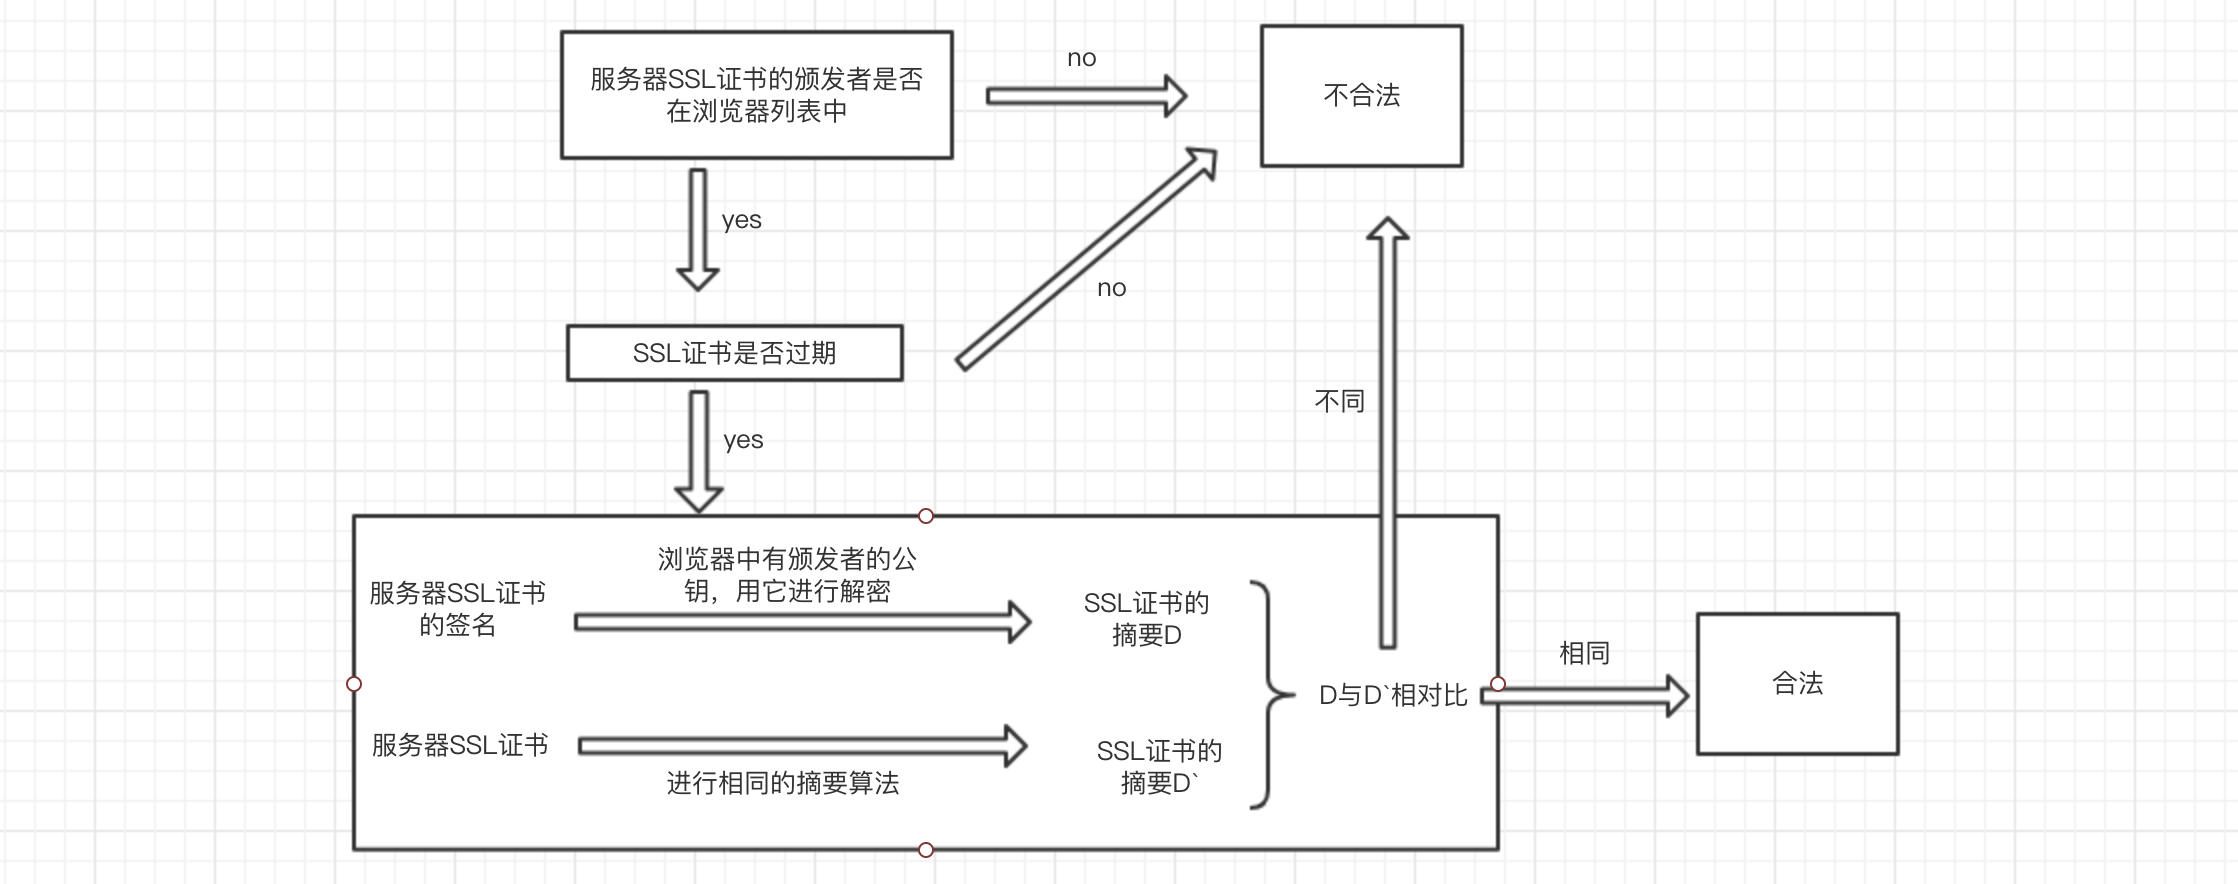 服务器SSL证书的颁发者是否
在浏览器列表中
no
不合法
yes
no
SSL证书是否过期
不同
yes
浏览器中有颁发者的公
钥，用它进行解密
服务器SSL证书
的签名
SSL证书的
摘要D
D与D`相对比
相同
合法
服务器SSL证书
进行相同的摘要算法
SSL证书的
摘要D`